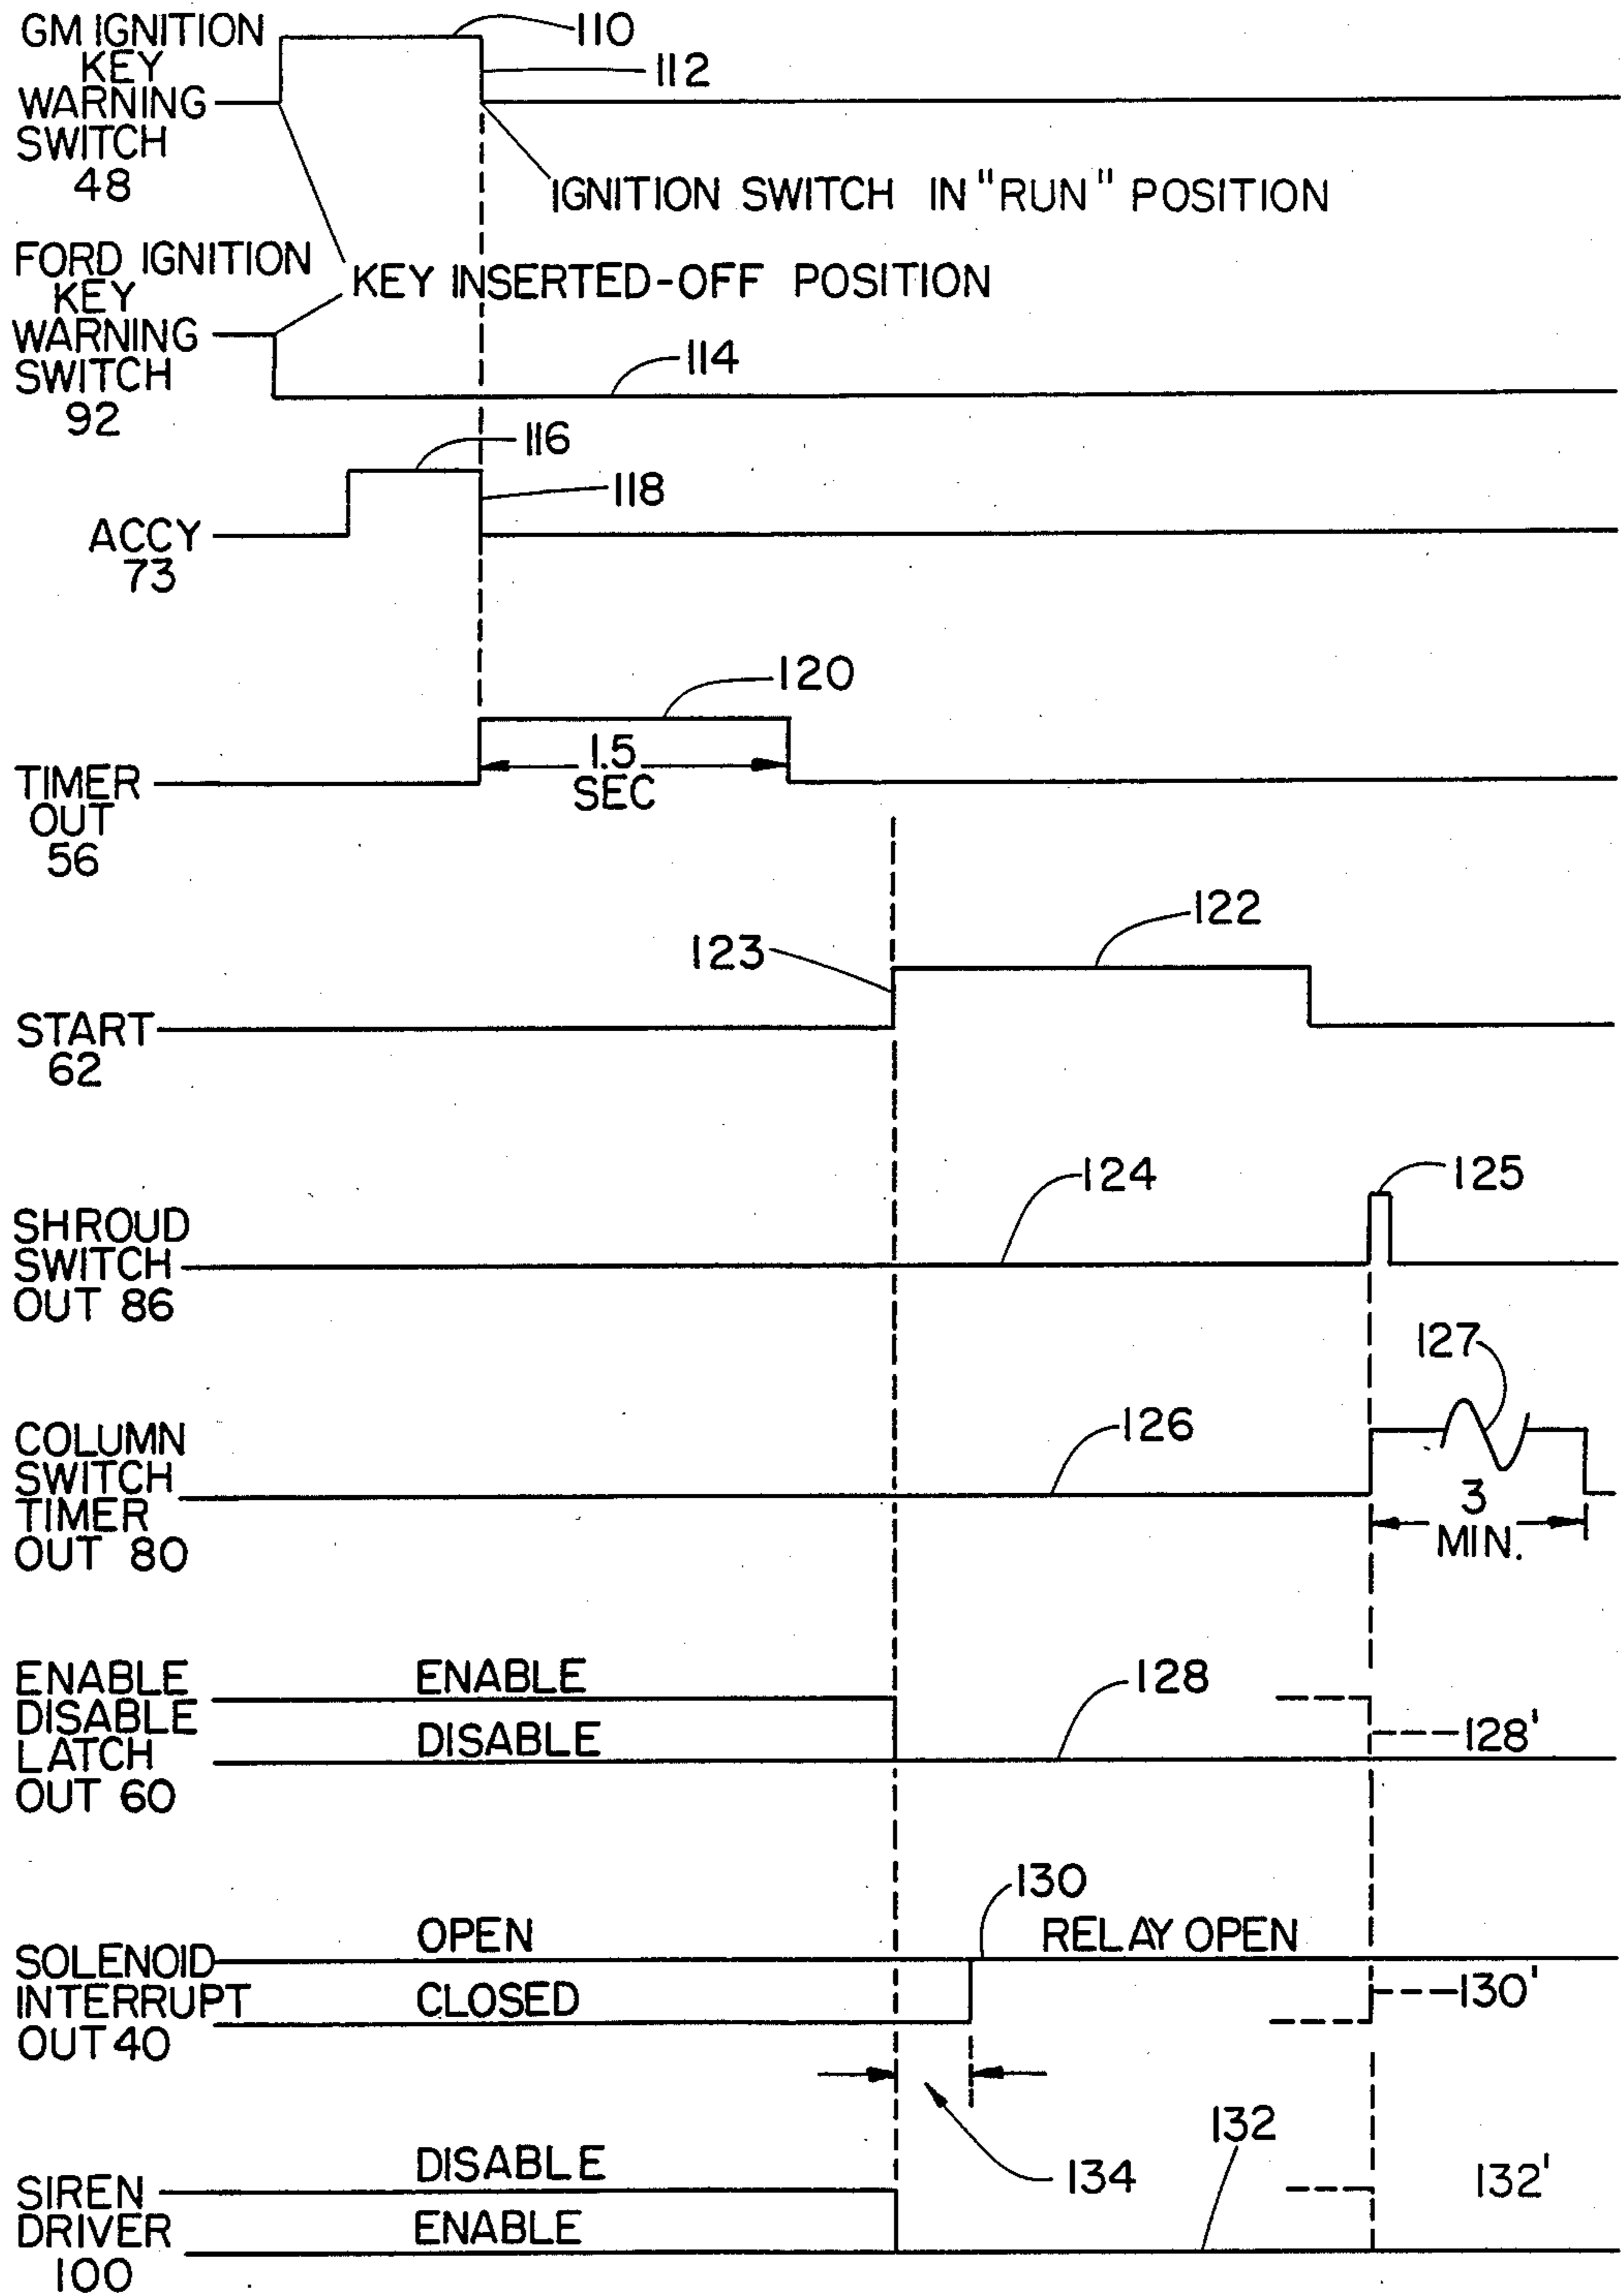 GM IGNITION
KEY
WARNING
SWITCH
48
110
112
IGNITION SWITCH IN "RUN" POSITION
FORD IGNITION
KEY
WARNING
SWITCH
92
KEY INSERTED-OFF POSITION
114
ACCY
73
116
118
TIMER
OUT
56
120
1.5
SEC
START
62
123
122
SHROUD
SWITCH
OUT 86
124
125
COLUMN
SWITCH
TIMER
OUT 80
126
127
3
MIN.
ENABLE
DISABLE
LATCH
OUT 60
ENABLE
DISABLE
128
128'
SOLENOID
INTERRUPT
OUT 40
OPEN
CLOSED
130
RELAY OPEN
130'
134
SIREN
DRIVER
100
DISABLE
ENABLE
132
132'